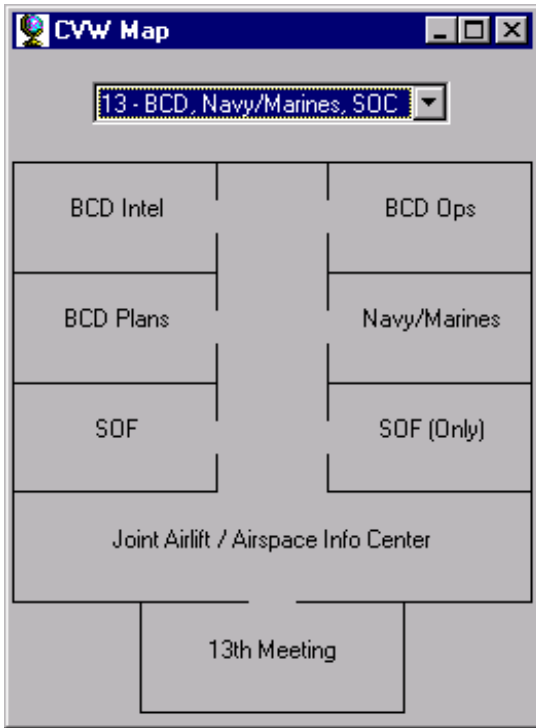 CVW Map
13 - BCD, Navy/Marines, SOC
BCD Intel
BCD Ops
BCD Plans
Navy/Marines
SOF
SOF (Only)
Joint Airlift / Airspace Info Center
13th Meeting